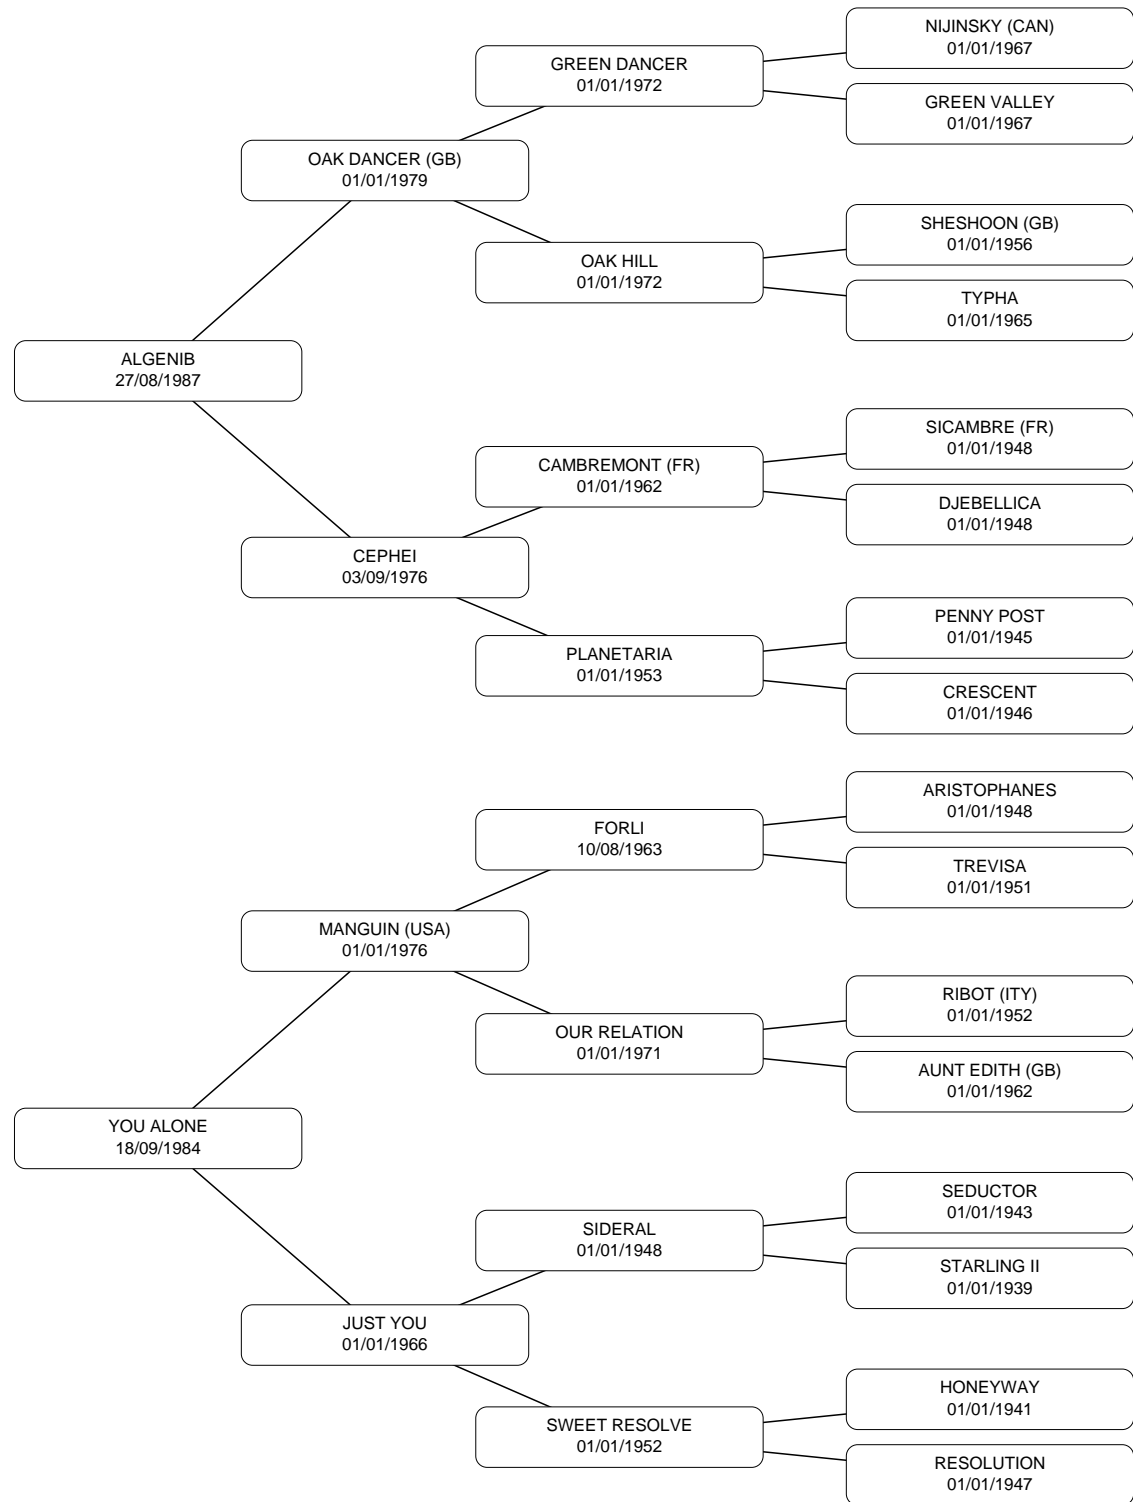 NIJINSKY (CAN)
01/01/1967
GREEN DANCER
01/01/1972
GREEN VALLEY
01/01/1967
OAK DANCER (GB)
01/01/1979
SHESHOON (GB)
01/01/1956
OAK HILL
01/01/1972
TYPHA
01/01/1965
ALGENIB
27/08/1987
SICAMBRE (FR)
01/01/1948
CAMBREMONT (FR)
01/01/1962
DJEBELLICA
01/01/1948
CEPHEI
03/09/1976
PENNY POST
01/01/1945
PLANETARIA
01/01/1953
CRESCENT
01/01/1946
ARISTOPHANES
01/01/1948
FORLI
10/08/1963
TREVISA
01/01/1951
MANGUIN (USA)
01/01/1976
RIBOT (ITY)
01/01/1952
OUR RELATION
01/01/1971
AUNT EDITH (GB)
01/01/1962
YOU ALONE
18/09/1984
SEDUCTOR
01/01/1943
SIDERAL
01/01/1948
STARLING II
01/01/1939
JUST YOU
01/01/1966
HONEYWAY
01/01/1941
SWEET RESOLVE
01/01/1952
RESOLUTION
01/01/1947